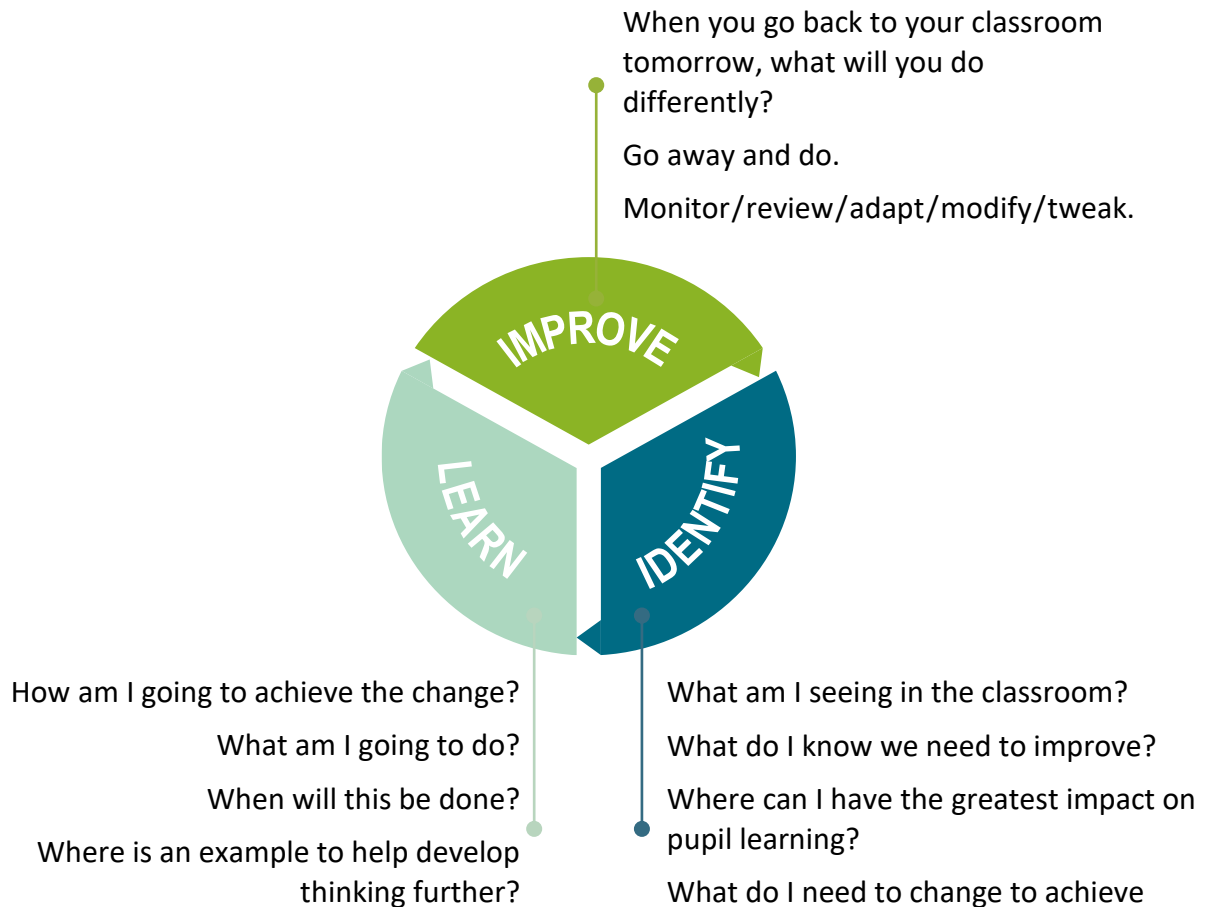 When you go back to your classroom
tomorrow, what will you do
differently?
Go away and do.
Monitor/review/adapt/modify/tweak.
IMPROVE
LEARN
IDENTIFY
How am I going to achieve the change?
What am I going to do?
When will this be done?
Where is an example to help develop
thinking further?
What am I seeing in the classroom?
What do I know we need to improve?
Where can I have the greatest impact on
pupil learning?
What do I need to change to achieve